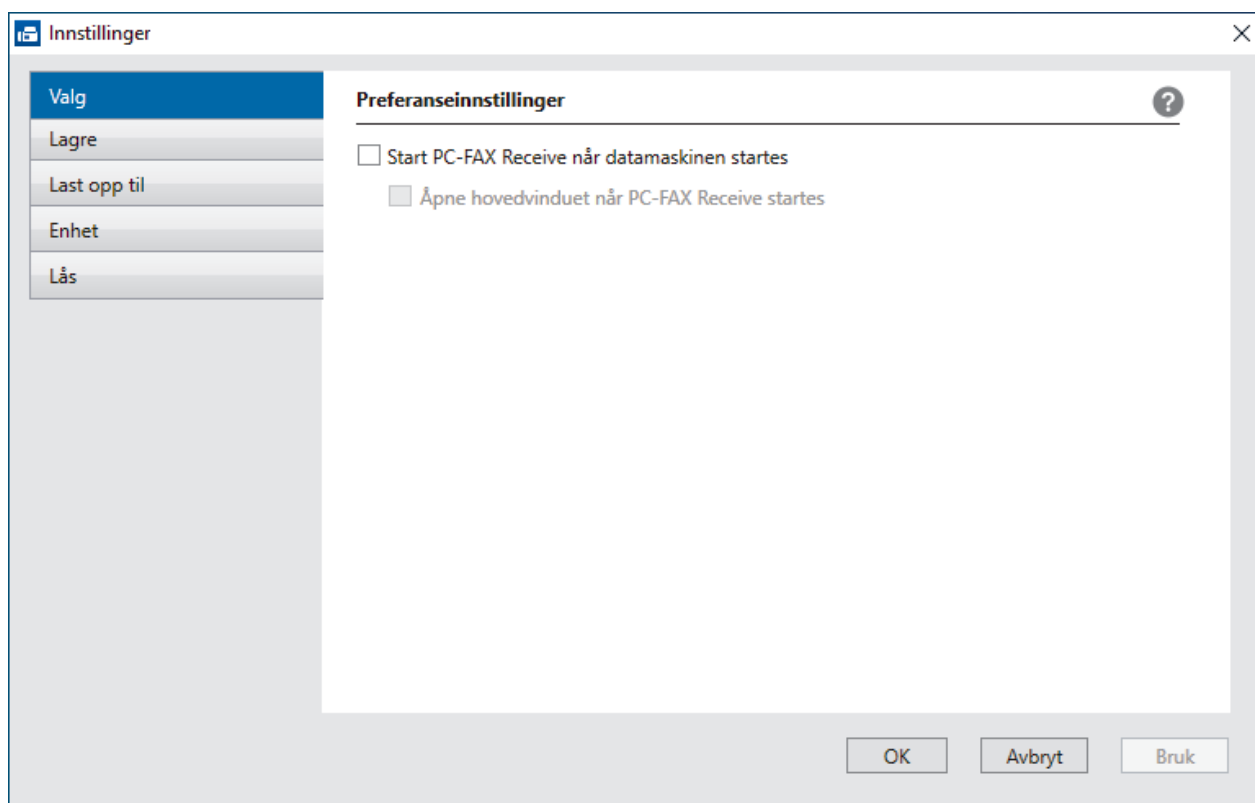 Innstillinger
Valg
Lagre
Last opp til
Enhet
Lås
Preferanseinnstillinger
?
Start PC-FAX Receive når datamaskinen startes
Åpne hovedvinduet når PC-FAX Receive startes
OK
Avbryt
Bruk